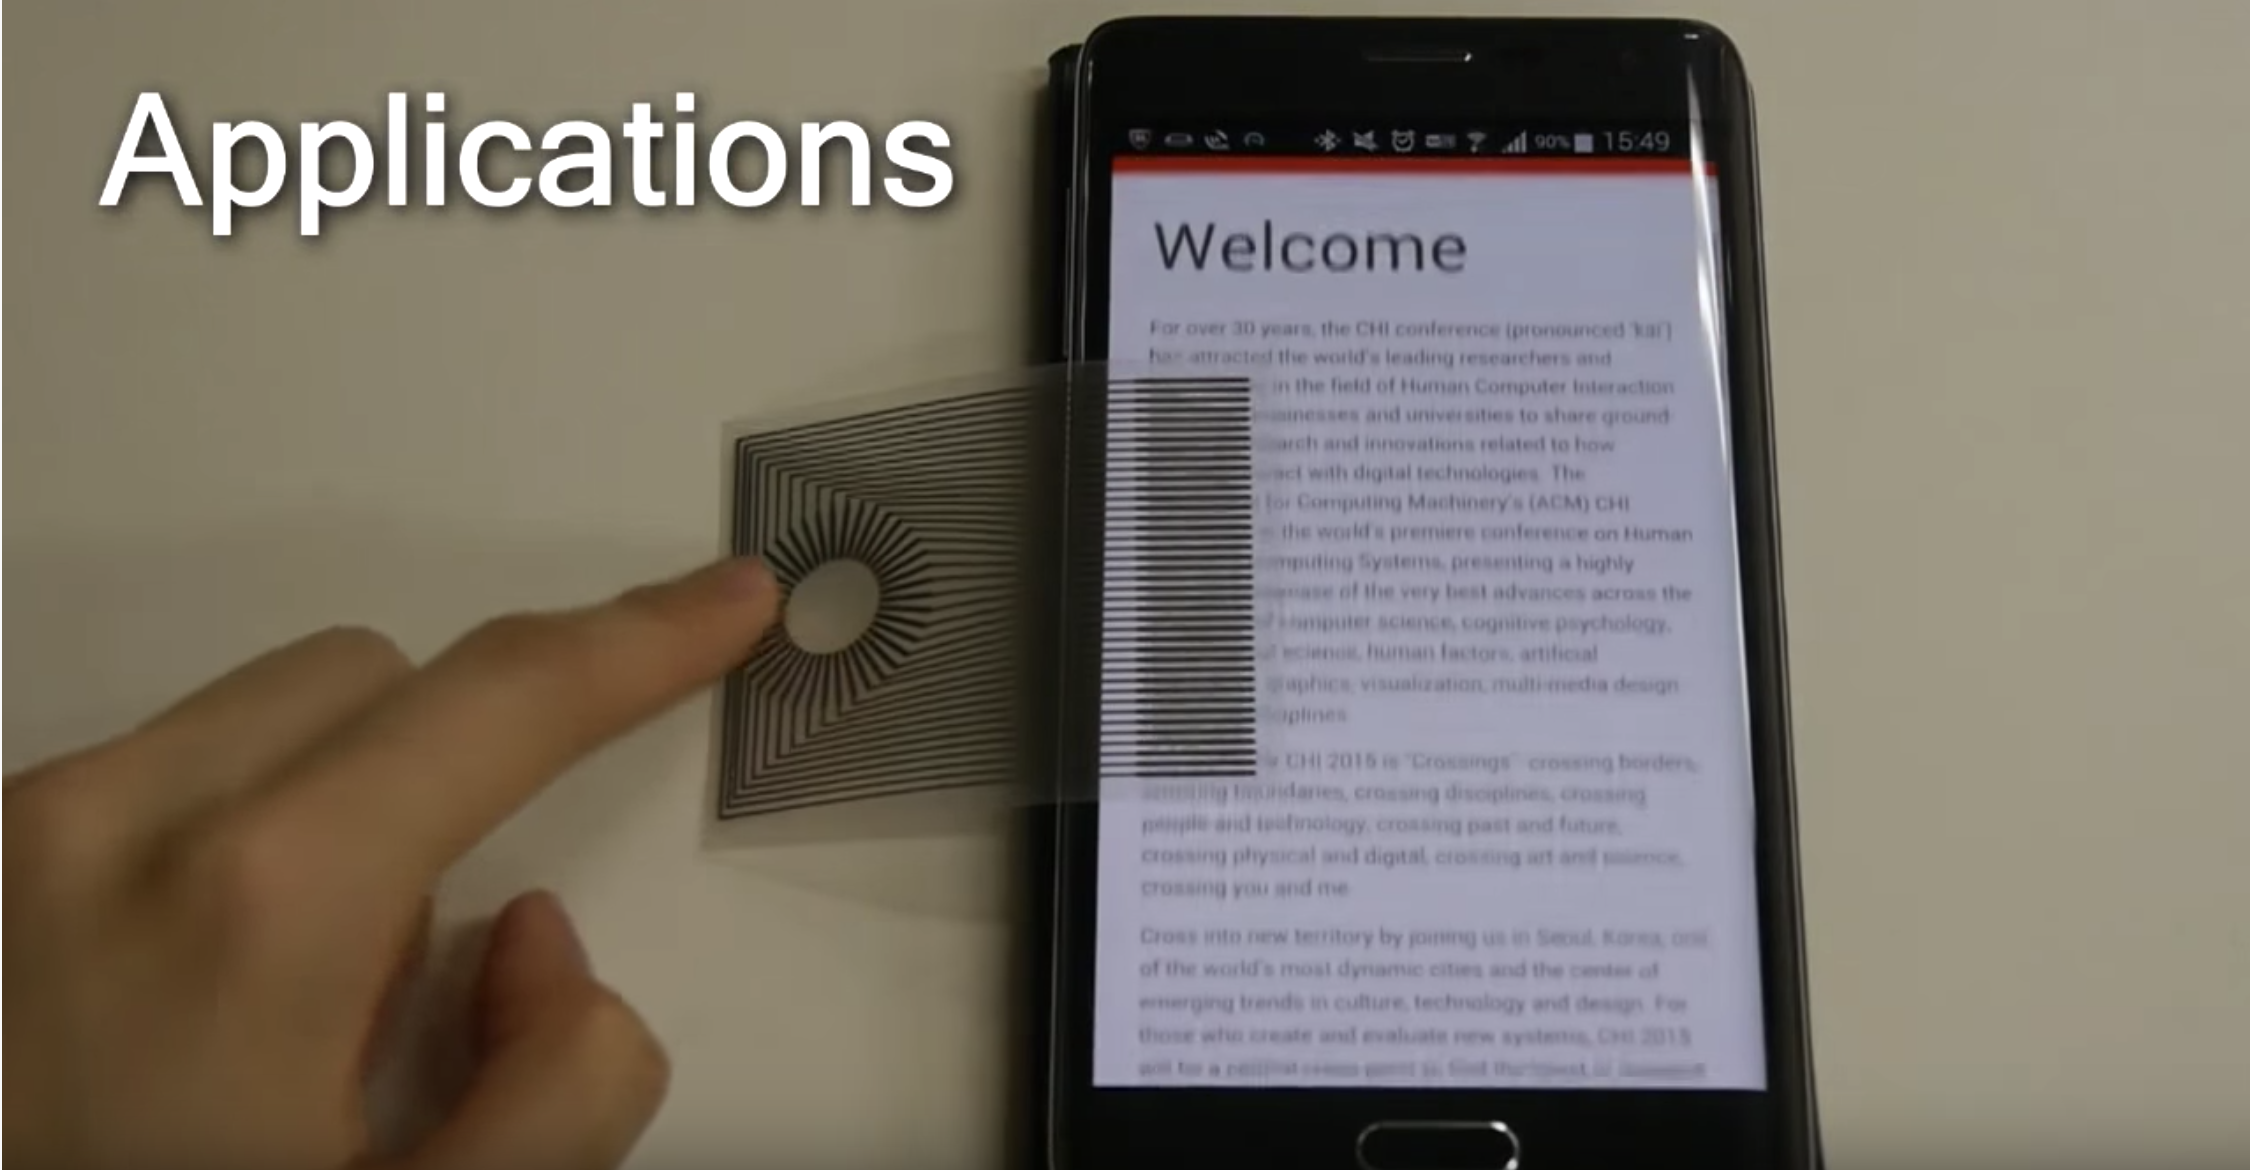 Applications
90% 15:49
Welcome
For over 30 years, the CHI conference (pronounced 'kai')
has attracted the world's leading researchers and
in the field of Human Computer Interaction
and universities to share ground
and innovations related to how
with digital technologies. The
for Computing Machinery's (ACM) CHI
the world's premiere conference on Human
Systems, presenting a highly
of the very best advances across the
computer science, cognitive psychology,
science, human factors, artificial
graphics, visualization, multi-media design
CHI 2015 is "Crossings" crossing borders,
crossing boundaries, crossing disciplines, crossing
people and technology, crossing past and future,
crossing physical and digital, crossing art and science,
crossing you and me
Cross into new territory by joining us in Seoul, Korea, one
of the world's most dynamic cities and the center of
emerging trends in culture, technology and design. For
those who create and evaluate new systems, CHI 2015
will be a